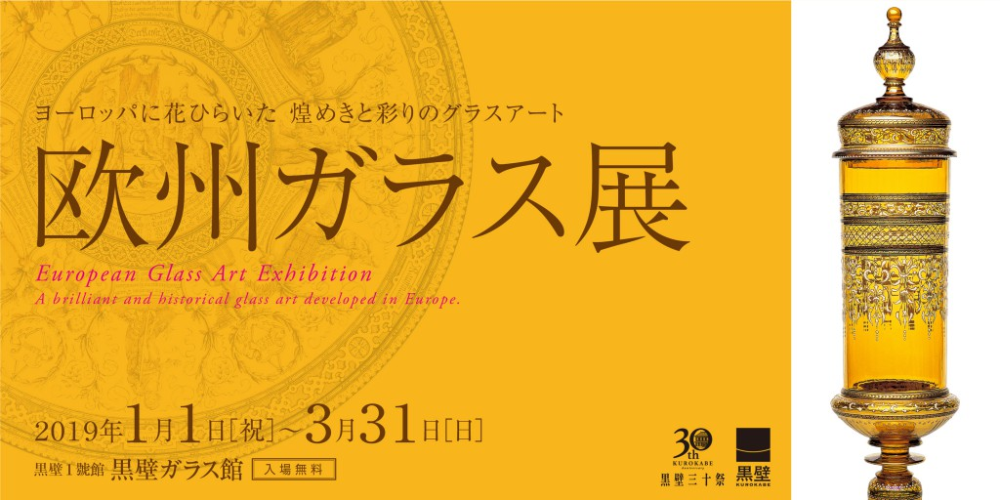 ヨーロッパに花ひらいた 煌めきと彩りのグラスアート
欧州ガラス展
European Glass Art Exhibition
A brilliant and historical glass art developed in Europe.
2019年1月1日[祝]～3月31日[日]
黒壁Ⅰ號館 黒壁ガラス館 入場無料
30th
KUROKABE
Anniversary
黒壁三十祭
黒壁
KUROKABE